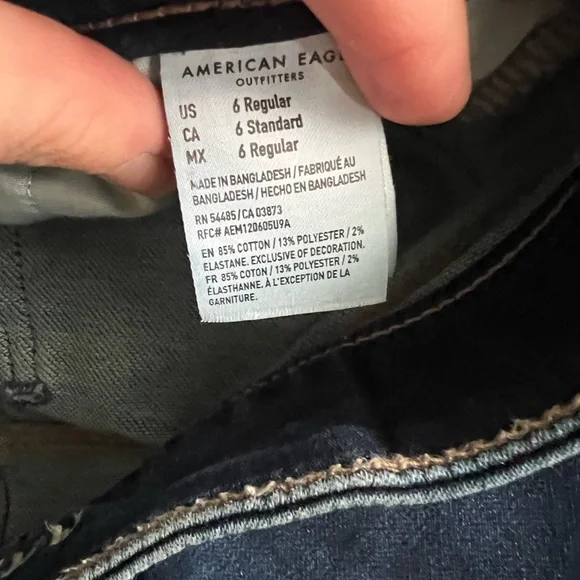 AMERICAN EAGL
OUTFITTERS
US 6 Regular
CA 6 Standard
MX 6 Regular
MADE IN BANGLADESH / FABRIQUÉ AU
BANGLADESH / HECHO EN BANGLADESH
RN 54485 / CA 03873
RFC# AEM120605U9A
EN 85% COTTON / 13% POLYESTER / 2%
ELASTANE. EXCLUSIVE OF DECORATION.
FR 85% COTON / 13% POLYESTER / 2%
ÉLASTHANNE. À L'EXCEPTION DE LA
GARNITURE.